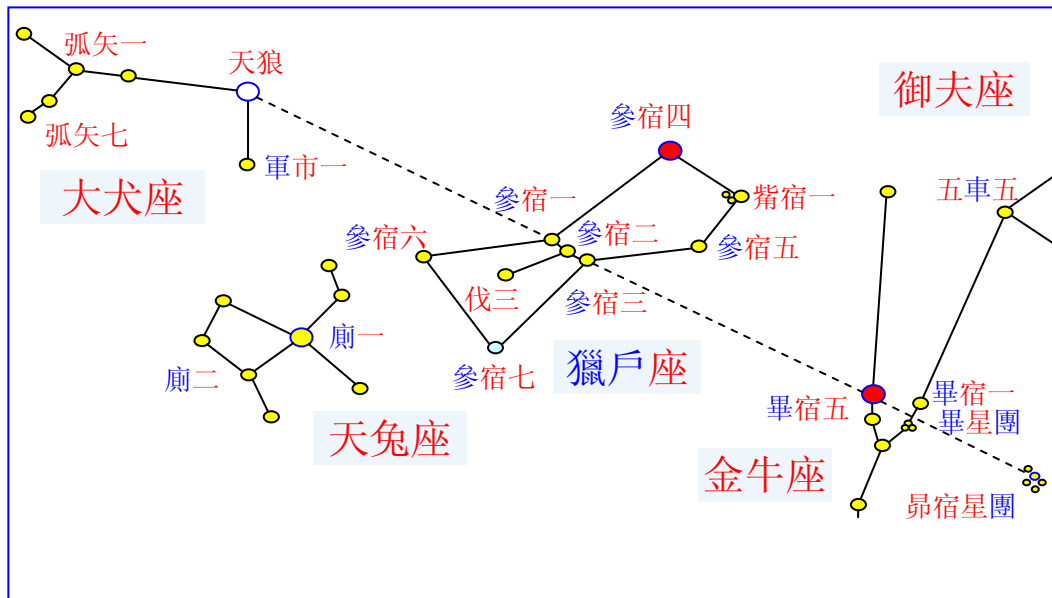 弧矢一
天狼
御夫座
參宿四
弧矢七
軍市一
大犬座
參宿一
觜宿一
五車五
參宿六
參宿二
參宿五
伐三
參宿三
廁一
廁二
參宿七
獵戶座
畢宿五
畢宿一
畢星團
天兔座
金牛座
昴宿星團